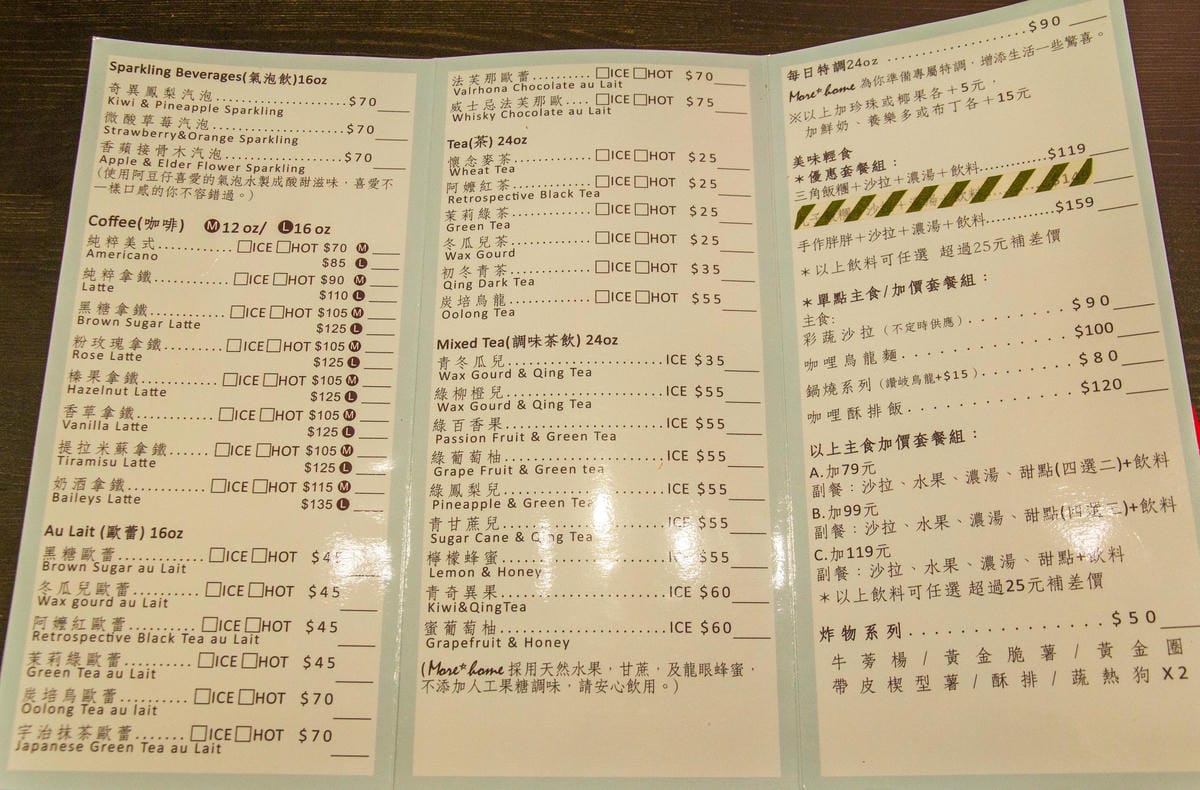 Sparkling Beverages(氣泡飲)16oz
奇異鳳梨汽泡......................$70
Kiwi & Pineapple Sparkling
微酸草莓汽泡......................$70
Strawberry&Orange Sparkling
香蘋接骨木汽泡...................$70
Apple & Elder Flower Sparkling
(使用阿豆仔喜愛的氣泡水製成酸甜滋味，喜愛不
一樣口感的你不容錯過。)
Coffee(咖啡) Ⓜ12 oz/ Ⓛ16 oz
純粹美式............□ICE □HOT $70 Ⓜ
Americano
$85 Ⓛ
純粹拿鐵............□ICE □HOT $90 Ⓜ
Latte
$110 Ⓛ
黑糖拿鐵............□ICE □HOT $105 Ⓜ
Brown Sugar Latte
$125 Ⓛ
粉玫瑰拿鐵.........□ICE □HOT $105 Ⓜ
Rose Latte
$125 Ⓛ
榛果拿鐵............□ICE □HOT $105 Ⓜ
Hazelnut Latte
$125 Ⓛ
香草拿鐵............□ICE □HOT $105 Ⓜ
Vanilla Latte
$125 Ⓛ
提拉米蘇拿鐵......□ICE □HOT $105 Ⓜ
Tiramisu Latte
$125 Ⓛ
奶酒拿鐵............□ICE □HOT $115 Ⓜ
Baileys Latte
$135 Ⓛ
Au Lait (歐蕾) 16oz
黑糖歐蕾............□ICE □HOT $45
Brown Sugar au Lait
冬瓜兒歐蕾.........□ICE □HOT $45
Wax gourd au Lait
阿嬤紅歐蕾.........□ICE □HOT $45
Retrospective Black Tea au Lait
茉莉綠歐蕾.........□ICE □HOT $45
Green Tea au Lait
炭培烏歐蕾.........□ICE □HOT $70
Oolong Tea au lait
宇治抹茶歐蕾.......□ICE□HOT $70
Japanese Green Tea au Lait
法芙那歐蕾.........□ICE □HOT $70
Valrhona Chocolate au Lait
威士忌法芙那歐....□ICE □HOT $75
Whisky Chocolate au Lait
Tea(茶) 24oz
懷念麥茶............□ICE □HOT $25
Wheat Tea
阿嬤紅茶............□ICE □HOT $25
Retrospective Black Tea
茉莉綠茶............□ICE □HOT $25
Green Tea
冬瓜兒茶............□ICE □HOT $25
Wax Gourd
初冬青茶............□ICE □HOT $35
Qing Dark Tea
炭培烏龍............□ICE □HOT $55
Oolong Tea
Mixed Tea(調味茶飲) 24oz
青冬瓜兒........................ICE $35
Wax Gourd & Qing Tea
綠柳橙兒........................ICE $55
Wax Gourd & Qing Tea
綠百香果........................ICE $55
Passion Fruit & Green Tea
綠葡萄柚........................ICE $55
Grape Fruit & Green tea
綠鳳梨兒........................ICE $55
Pineapple & Green Tea
青甘蔗兒........................ICE $55
Sugar Cane & Qing Tea
檸檬蜂蜜........................ICE $55
Lemon & Honey
青奇異果........................ICE $60
Kiwi&QingTea
蜜葡萄柚........................ICE $60
Grapefruit & Honey
(More* home 採用天然水果，甘蔗，及龍眼蜂蜜，
不添加人工果糖調味，請安心飲用。)
每日特調24oz ......................$90
More* home 為你準備專屬特調，增添生活一些驚喜。
※以上加珍珠或椰果各＋5元，
加鮮奶、養樂多或布丁各＋15元
美味輕食
＊優惠套餐組：
三角飯糰＋沙拉＋濃湯＋飲料............$119
手作胖胖＋沙拉＋濃湯＋飲料............$159
＊以上飲料可任選 超過25元補差價
＊單點主食/加價套餐組：
主食:
彩蔬沙拉 (不定時供應) . . . . . . . . . . $90
咖哩烏龍麵 . . . . . . . . . . . . . . . . $100
鍋燒系列 (讚岐烏龍+$15) . . . . . . . . . $80
咖哩酥排飯 . . . . . . . . . . . . . . . . $120
以上主食加價套餐組：
A.加79元
副餐：沙拉、水果、濃湯、甜點(四選二)+飲料
B.加99元
副餐：沙拉、水果、濃湯、甜點(四選三)+飲料
C.加119元
副餐：沙拉、水果、濃湯、甜點+飲料
＊以上飲料可任選 超過25元補差價
炸物系列 . . . . . . . . . . . . . . . . $50
牛蒡楊/黃金脆薯/黃金圈
帶皮楔型薯/酥排/蔬熱狗 X2